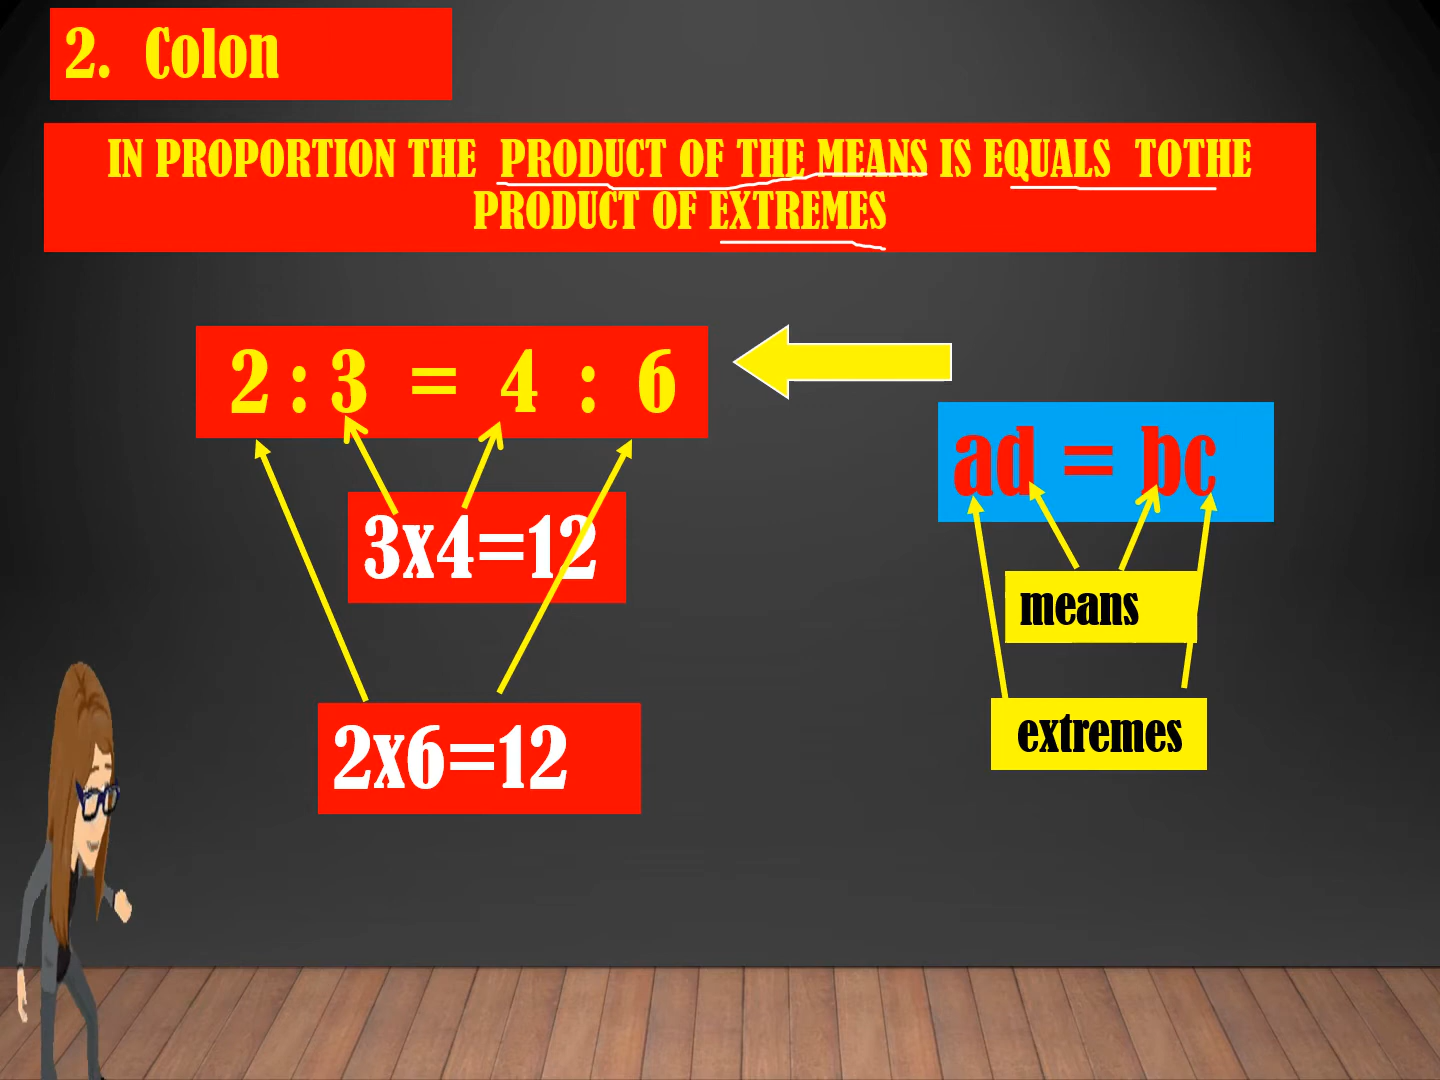 2. Colon
IN PROPORTION THE PRODUCT OF THE MEANS IS EQUALS TOTHE
PRODUCT OF EXTREMES
2 : 3 = 4 : 6
ad = bc
3x4=12
means
extremes
2x6=12